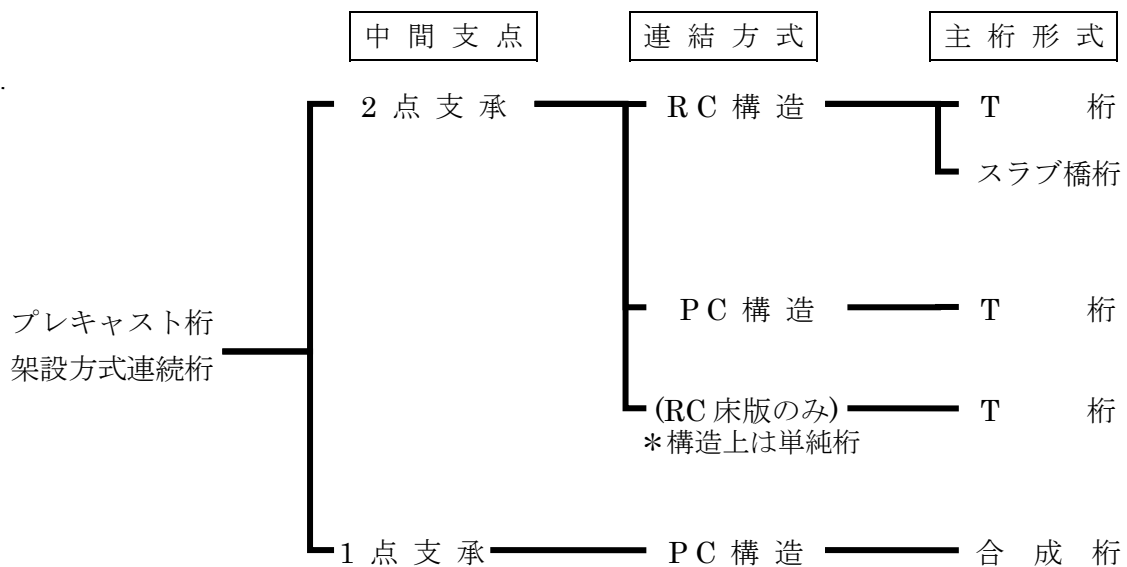 中間支点 連結方式 主桁形式
2点支承 RC構造 T桁
スラブ橋桁
PC構造 T桁
プレキャスト桁
架設方式連続桁
(RC床版のみ) T桁
＊構造上は単純桁
1点支承 PC構造 合成桁